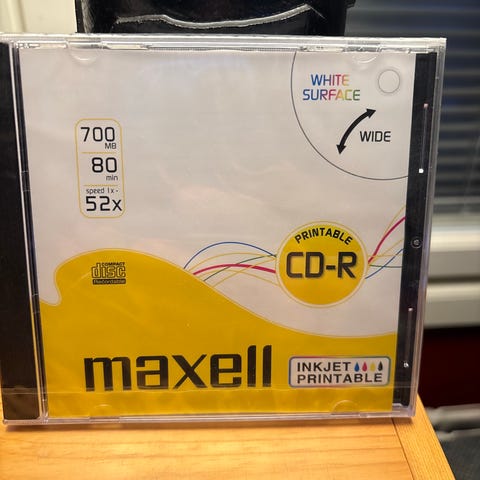 WHITE
SURFACE
WIDE
700
MB
80
min
speed 1x-
52x
PRINTABLE
CD-R
COMPACT
disc
Recordable
maxell
INKJET
PRINTABLE